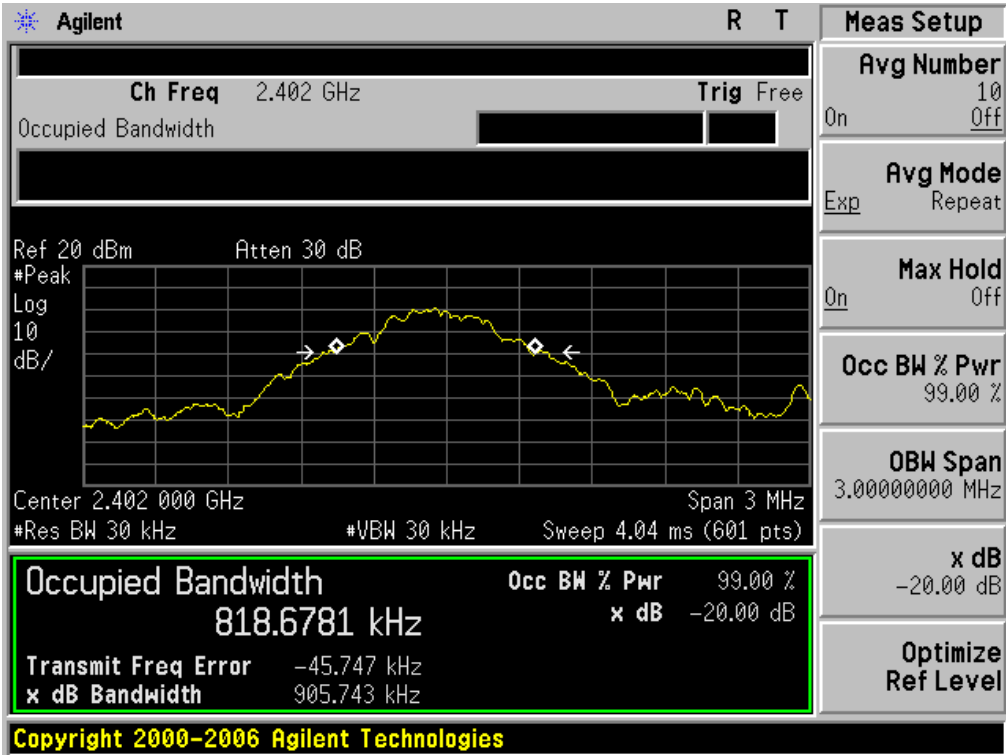 Agilent R T
Ch Freq 2.402 GHz Trig Free
Occupied Bandwidth
Ref 20 dBm Atten 30 dB
#Peak
Log
10
dB/
Center 2.402 000 GHz Span 3 MHz
#Res BW 30 kHz #VBW 30 kHz Sweep 4.04 ms (601 pts)
Occupied Bandwidth Occ BW % Pwr 99.00 %
818.6781 kHz x dB -20.00 dB
Transmit Freq Error -45.747 kHz
x dB Bandwidth 905.743 kHz
Copyright 2000-2006 Agilent Technologies
Meas Setup
Avg Number
10
On Off
Avg Mode
Exp Repeat
Max Hold
On Off
Occ BW % Pwr
99.00 %
OBW Span
3.00000000 MHz
x dB
-20.00 dB
Optimize
Ref Level